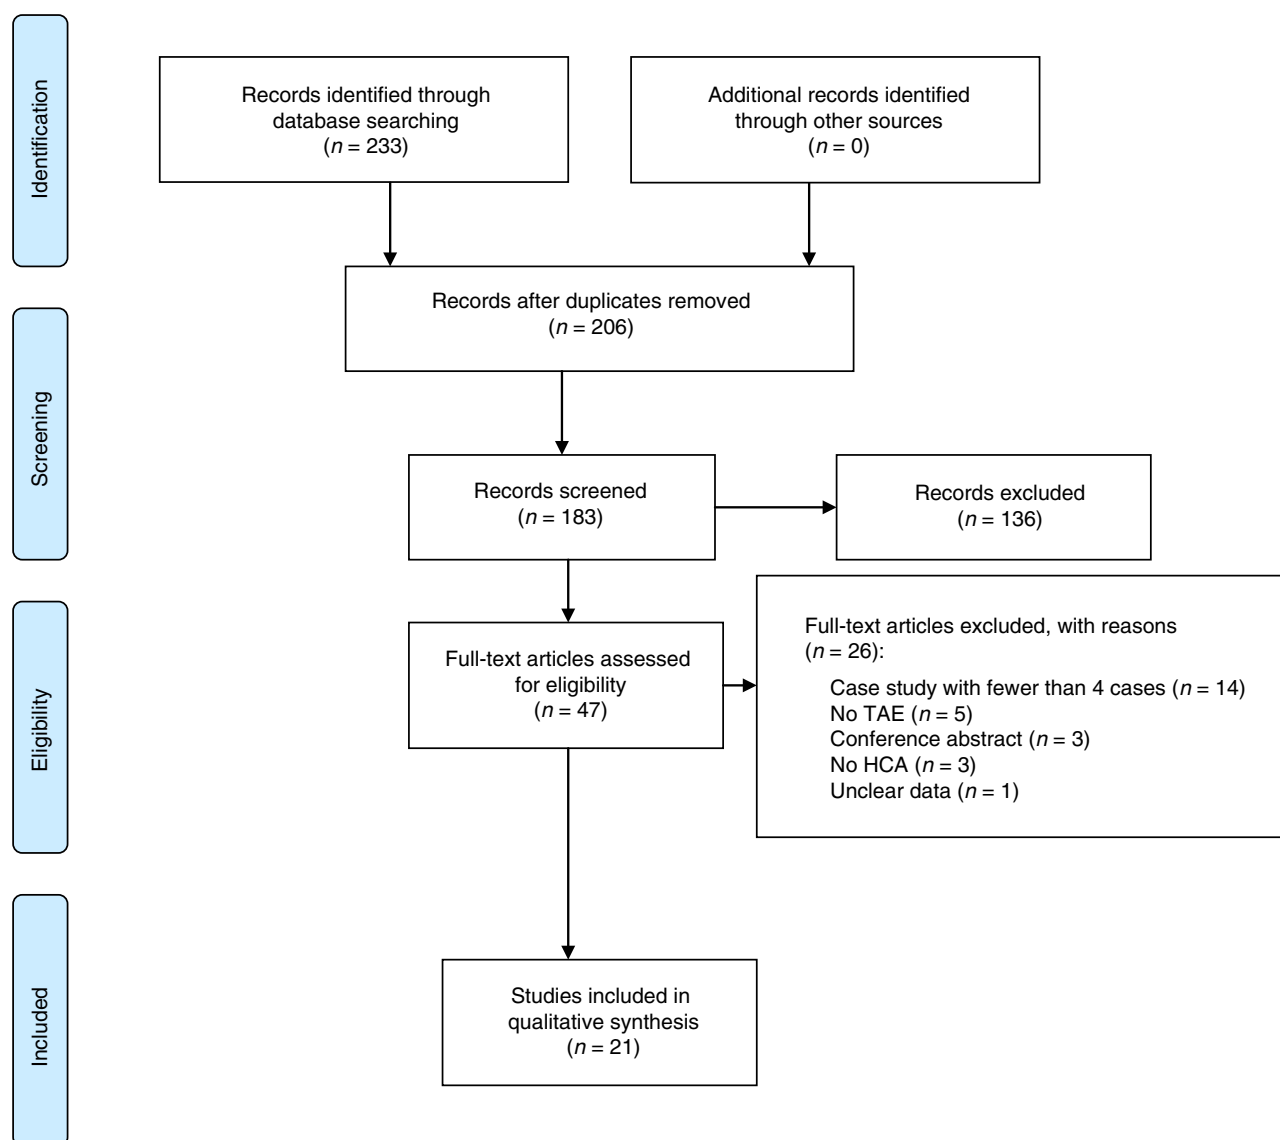 Identification
Records identified through
database searching
(n = 233)
Additional records identified
through other sources
(n = 0)
Records after duplicates removed
(n = 206)
Screening
Records screened
(n = 183)
Records excluded
(n = 136)
Eligibility
Full-text articles assessed
for eligibility
(n = 47)
Full-text articles excluded, with reasons
(n = 26):
Case study with fewer than 4 cases (n = 14)
No TAE (n = 5)
Conference abstract (n = 3)
No HCA (n = 3)
Unclear data (n = 1)
Included
Studies included in
qualitative synthesis
(n = 21)